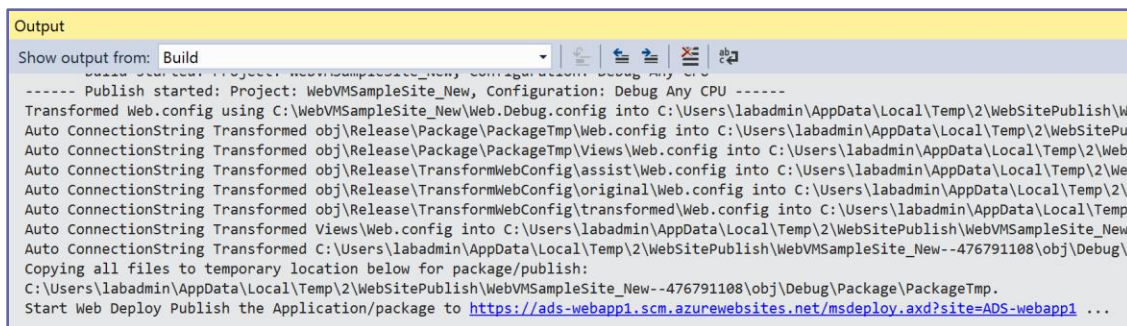 Output
Show output from: Build
------ Publish started: Project: WebVMSampleSite_New, Configuration: Debug Any CPU ------
Transformed Web.config using C:\WebVMSampleSite_New\Web.Debug.config into C:\Users\labadmin\AppData\Local\Temp\2\WebSitePublish\W
Auto ConnectionString Transformed obj\Release\Package\PackageTmp\Web.config into C:\Users\labadmin\AppData\Local\Temp\2\WebSitePu
Auto ConnectionString Transformed obj\Release\Package\PackageTmp\Views\Web.config into C:\Users\labadmin\AppData\Local\Temp\2\Web
Auto ConnectionString Transformed obj\Release\TransformWebConfig\assist\Web.config into C:\Users\labadmin\AppData\Local\Temp\2\We
Auto ConnectionString Transformed obj\Release\TransformWebConfig\original\Web.config into C:\Users\labadmin\AppData\Local\Temp\2\
Auto ConnectionString Transformed obj\Release\TransformWebConfig\transformed\Web.config into C:\Users\labadmin\AppData\Local\Temp
Auto ConnectionString Transformed Views\Web.config into C:\Users\labadmin\AppData\Local\Temp\2\WebSitePublish\WebVMSampleSite_New
Auto ConnectionString Transformed C:\Users\labadmin\AppData\Local\Temp\2\WebSitePublish\WebVMSampleSite_New--476791108\obj\Debug\
Copying all files to temporary location below for package/publish:
C:\Users\labadmin\AppData\Local\Temp\2\WebSitePublish\WebVMSampleSite_New--476791108\obj\Debug\Package\PackageTmp.
Start Web Deploy Publish the Application/package to https://ads-webapp1.scm.azurewebsites.net/msdeploy.axd?site=ADS-webapp1 ...